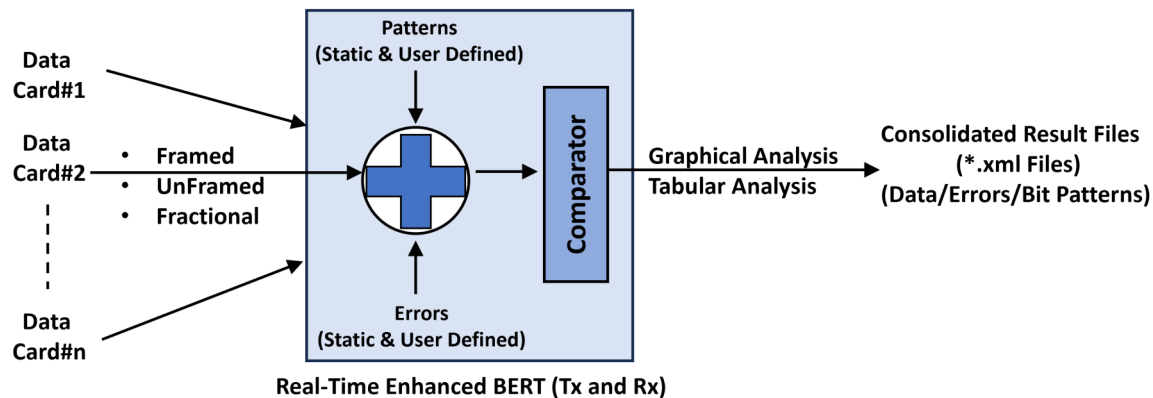 Data
Card#1
Data
Card#2
Data
Card#n
• Framed
• UnFramed
• Fractional
Patterns
(Static & User Defined)
Errors
(Static & User Defined)
Comparator
Real-Time Enhanced BERT (Tx and Rx)
Graphical Analysis
Tabular Analysis
Consolidated Result Files
(*.xml Files)
(Data/Errors/Bit Patterns)